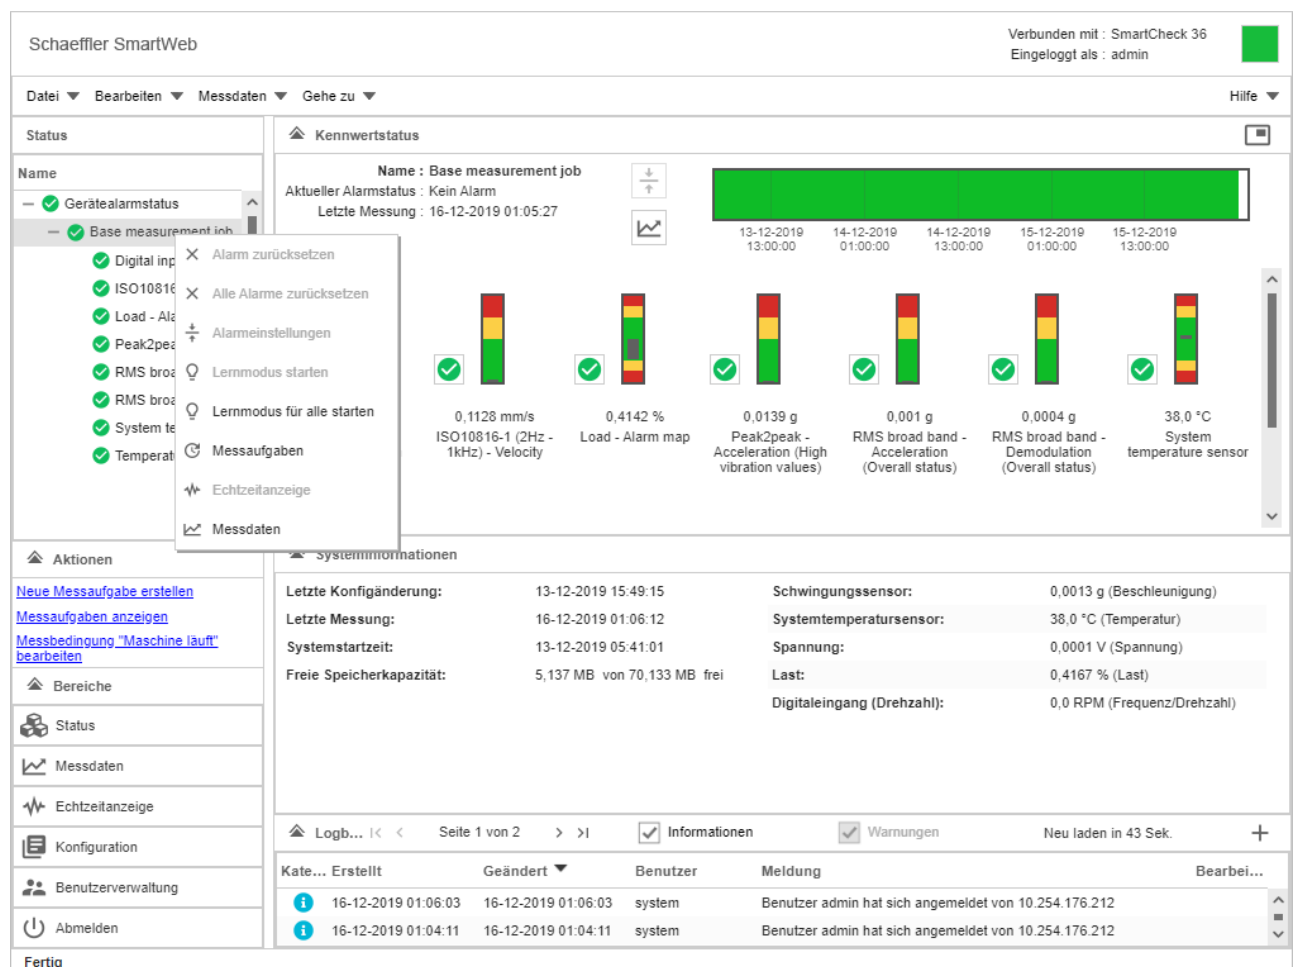 Schaeffler SmartWeb
Verbunden mit : SmartCheck 36
Eingeloggt als : admin
Datei Bearbeiten Messdaten Gehe zu Hilfe
Status
Name
Gerätealarmstatus
Base measurement job
Digital inp
ISO10816
Load - Ala
Peak2pea
RMS broa
RMS broa
System te
Temperat
Alarm zurücksetzen
Alle Alarme zurücksetzen
Alarmeinstellungen
Lernmodus starten
Lernmodus für alle starten
Messaufgaben
Echtzeitanzeige
Messdaten
Aktionen
Neue Messaufgabe erstellen
Messaufgaben anzeigen
Messbedingung "Maschine läuft"
bearbeiten
Bereiche
Status
Messdaten
Echtzeitanzeige
Konfiguration
Benutzerverwaltung
Abmelden
Fertig
Kennwertstatus
Name : Base measurement job
Aktueller Alarmstatus : Kein Alarm
Letzte Messung : 16-12-2019 01:05:27
13-12-2019 14-12-2019 14-12-2019 15-12-2019 15-12-2019
13:00:00 01:00:00 13:00:00 01:00:00 13:00:00
0,1128 mm/s
ISO10816-1 (2Hz -
1kHz) - Velocity
0,4142 %
Load - Alarm map
0,0139 g
Peak2peak -
Acceleration (High
vibration values)
0,001 g
RMS broad band -
Acceleration
(Overall status)
0,0004 g
RMS broad band -
Demodulation
(Overall status)
38,0 °C
System
temperature sensor
Systeminformationen
Letzte Konfigänderung: 13-12-2019 15:49:15
Letzte Messung: 16-12-2019 01:06:12
Systemstartzeit: 13-12-2019 05:41:01
Freie Speicherkapazität: 5,137 MB von 70,133 MB frei
Schwingungssensor: 0,0013 g (Beschleunigung)
Systemtemperatursensor: 38,0 °C (Temperatur)
Spannung: 0,0001 V (Spannung)
Last: 0,4167 % (Last)
Digitaleingang (Drehzahl): 0,0 RPM (Frequenz/Drehzahl)
Logb... Seite 1 von 2 Informationen Warnungen Neu laden in 43 Sek.
Kate... Erstellt Geändert Benutzer Meldung Bearbei...
16-12-2019 01:06:03 16-12-2019 01:06:03 system Benutzer admin hat sich angemeldet von 10.254.176.212
16-12-2019 01:04:11 16-12-2019 01:04:11 system Benutzer admin hat sich angemeldet von 10.254.176.212